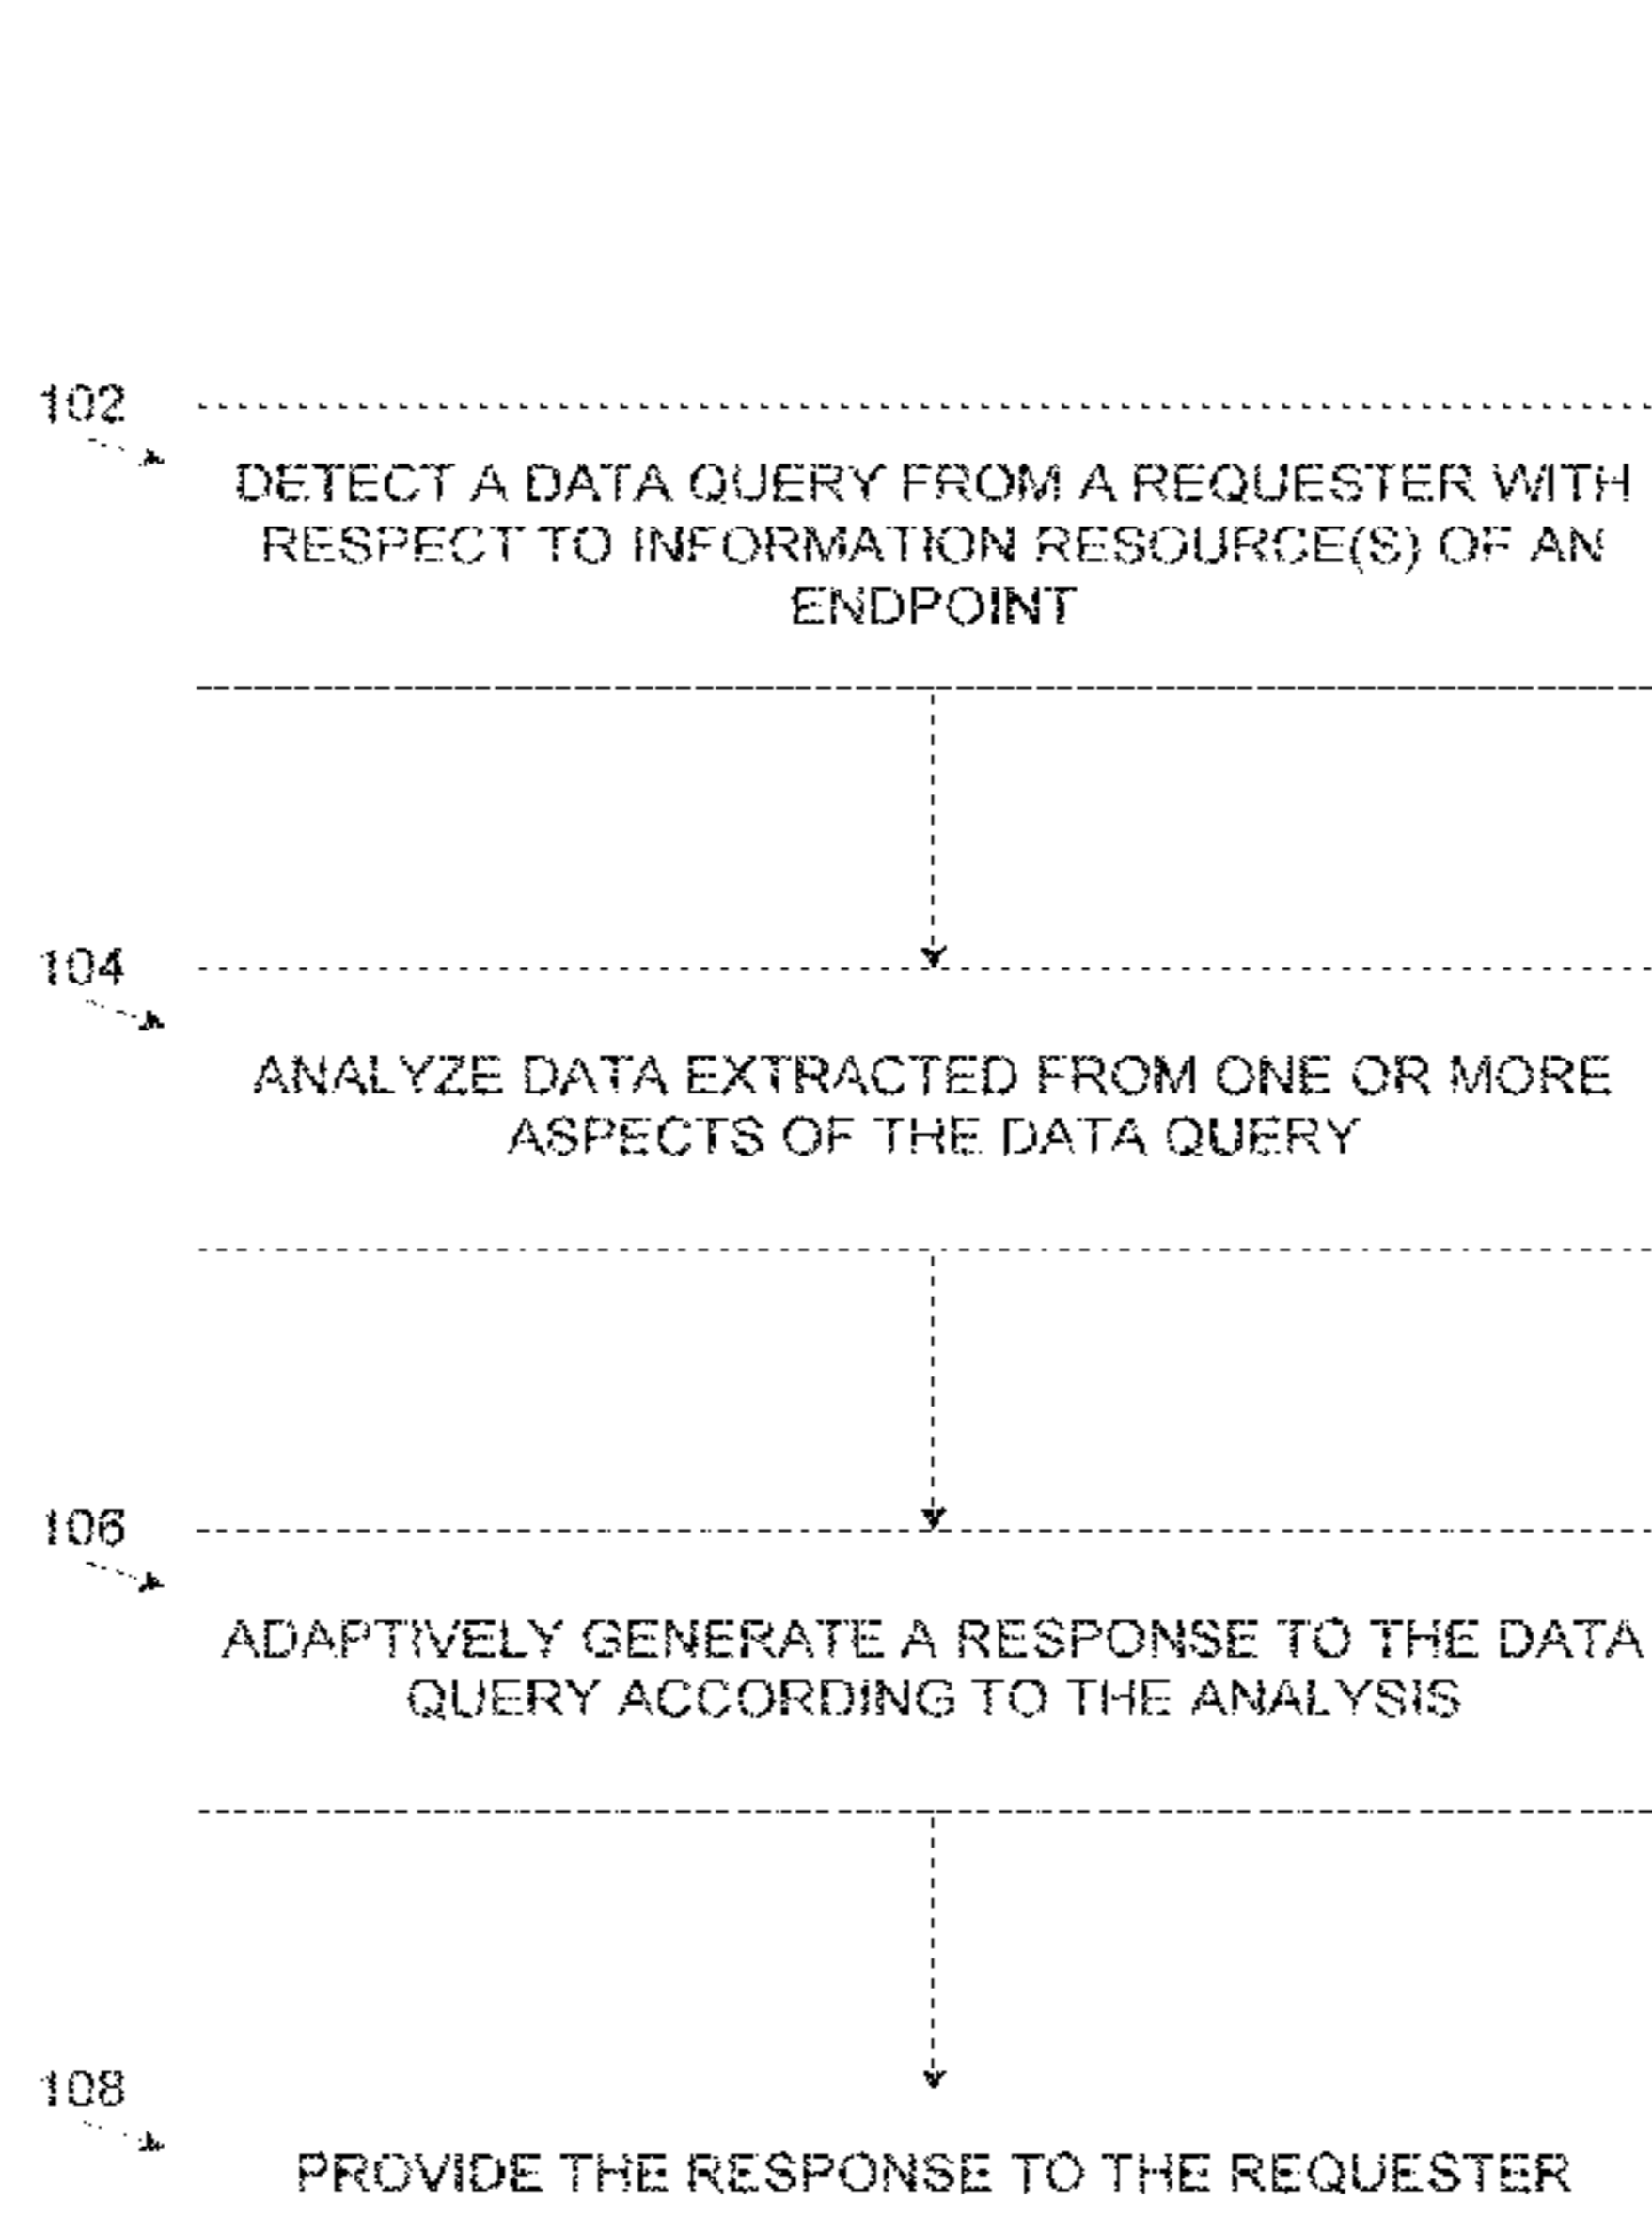 102
DETECT A DATA QUERY FROM A REQUESTER WITH
RESPECT TO INFORMATION RESOURCE(S) OF AN
ENDPOINT
104
ANALYZE DATA EXTRACTED FROM ONE OR MORE
ASPECTS OF THE DATA QUERY
106
ADAPTIVELY GENERATE A RESPONSE TO THE DATA
QUERY ACCORDING TO THE ANALYSIS
108
PROVIDE THE RESPONSE TO THE REQUESTER